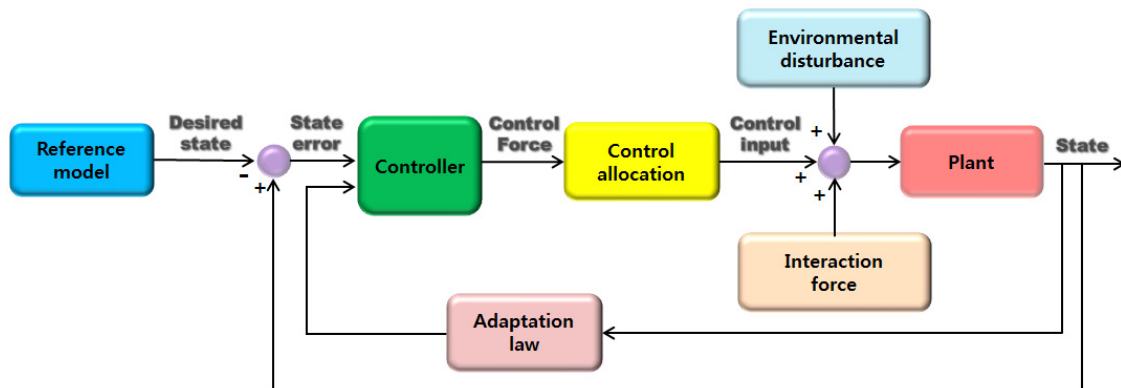 Environmental
disturbance
Desired
state
State
error
Control
Force
Control
input
State
Reference
model
Controller
Control
allocation
Plant
+
-
+
+
+
Interaction
force
Adaptation
law